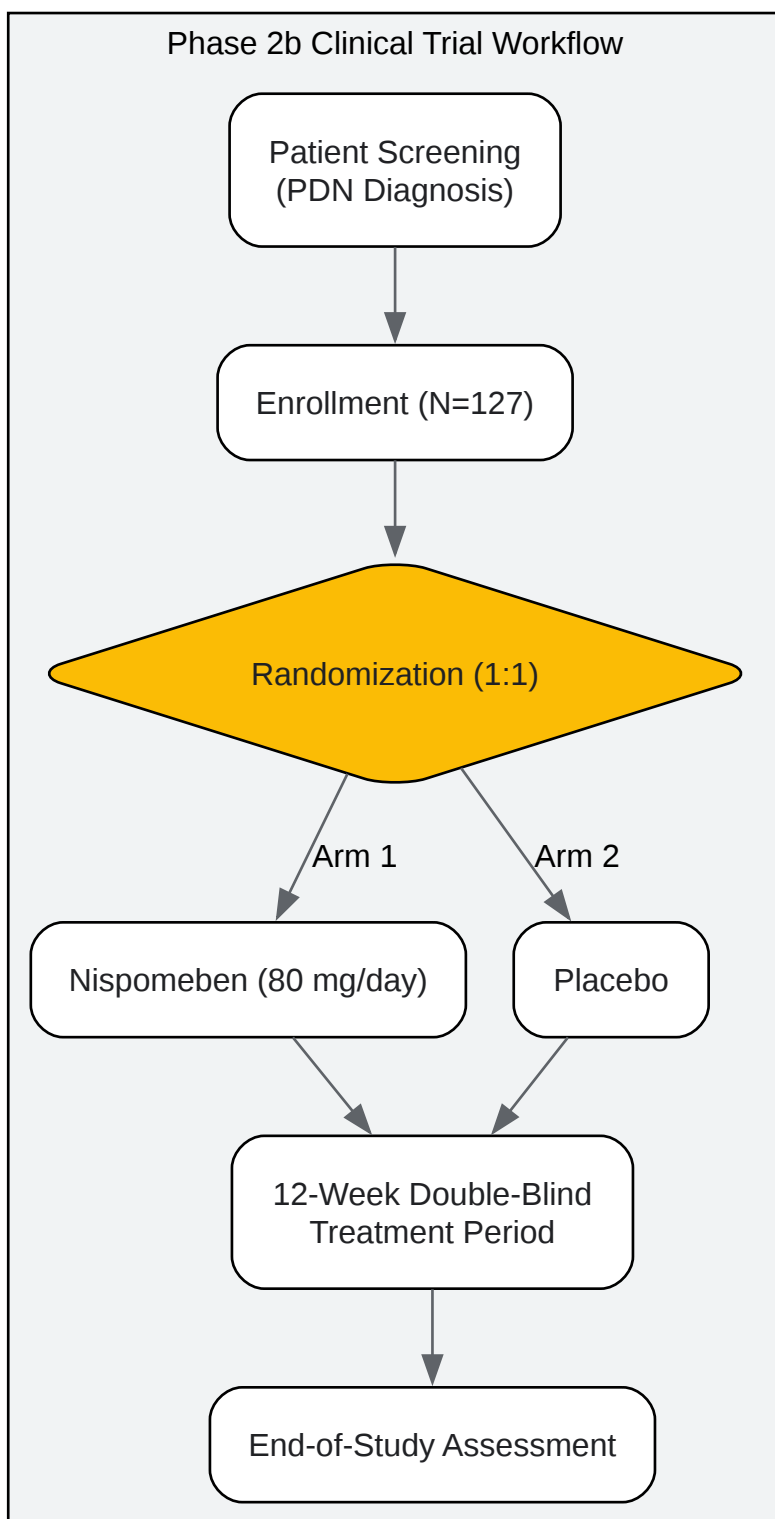 Phase 2b Clinical Trial Workflow
Patient Screening
(PDN Diagnosis)
Enrollment (N=127)
Randomization (1:1)
Arm 1
Arm 2
Nispomeben (80 mg/day)
Placebo
12-Week Double-Blind
Treatment Period
End-of-Study Assessment